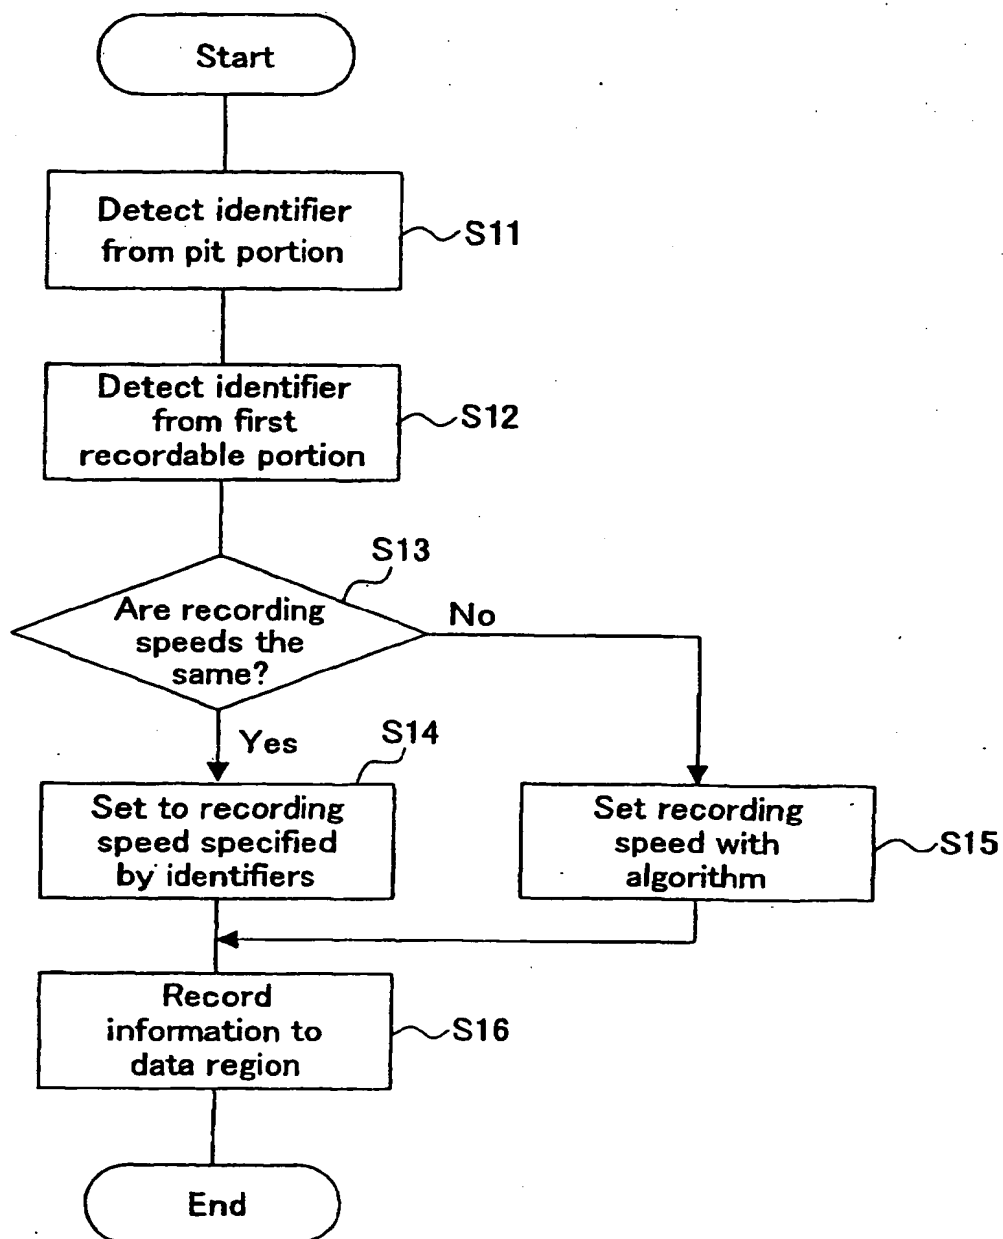 Start
Detect identifier
from pit portion
S11
Detect identifier
from first
recordable portion
S12
S13
Are recording
speeds the
same?
No
Yes
S14
Set to recording
speed specified
by identifiers
Set recording
speed with
algorithm
S15
Record
information to
data region
S16
End